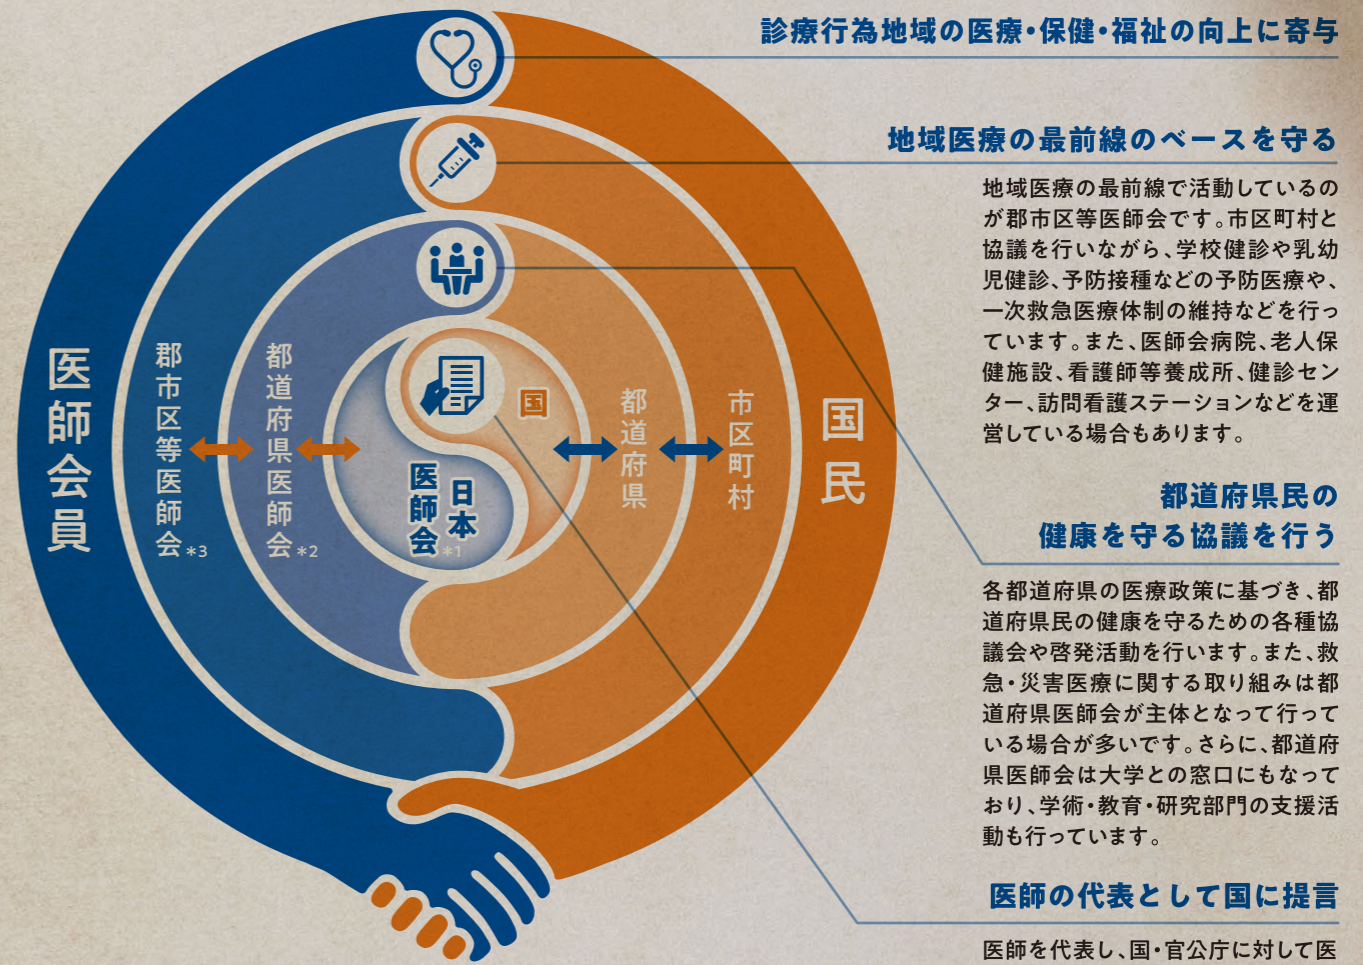 診療行為地域の医療・保健・福祉の向上に寄与
地域医療の最前線のベースを守る
地域医療の最前線で活動しているの
が郡市区等医師会です。市区町村と
協議を行いながら、学校健診や乳幼
児健診、予防接種などの予防医療や、
一次救急医療体制の維持などを行っ
ています。また、医師会病院、老人保
健施設、看護師等養成所、健診セン
ター、訪問看護ステーションなどを運
営している場合もあります。
都道府県民の
健康を守る協議を行う
各都道府県の医療政策に基づき、都
道府県民の健康を守るための各種協
議会や啓発活動を行います。また、救
急・災害医療に関する取り組みは都
道府県医師会が主体となって行って
いる場合が多いです。さらに、都道府
県医師会は大学との窓口にもなって
おり、学術・教育・研究部門の支援活
動も行っています。
医師の代表として国に提言
医師を代表し、国・官公庁に対して医
医師会員
郡市区等医師会*3
都道府県医師会*2
日本
医師会*1
国
都道府県
市区町村
国民